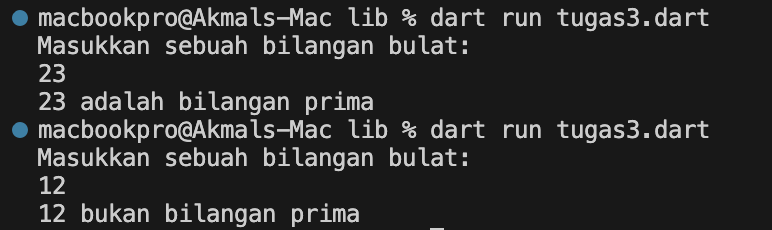 macbookpro@Akmals-Mac lib % dart run tugas3.dart
Masukkan sebuah bilangan bulat:
23
23 adalah bilangan prima
macbookpro@Akmals-Mac lib % dart run tugas3.dart
Masukkan sebuah bilangan bulat:
12
12 bukan bilangan prima